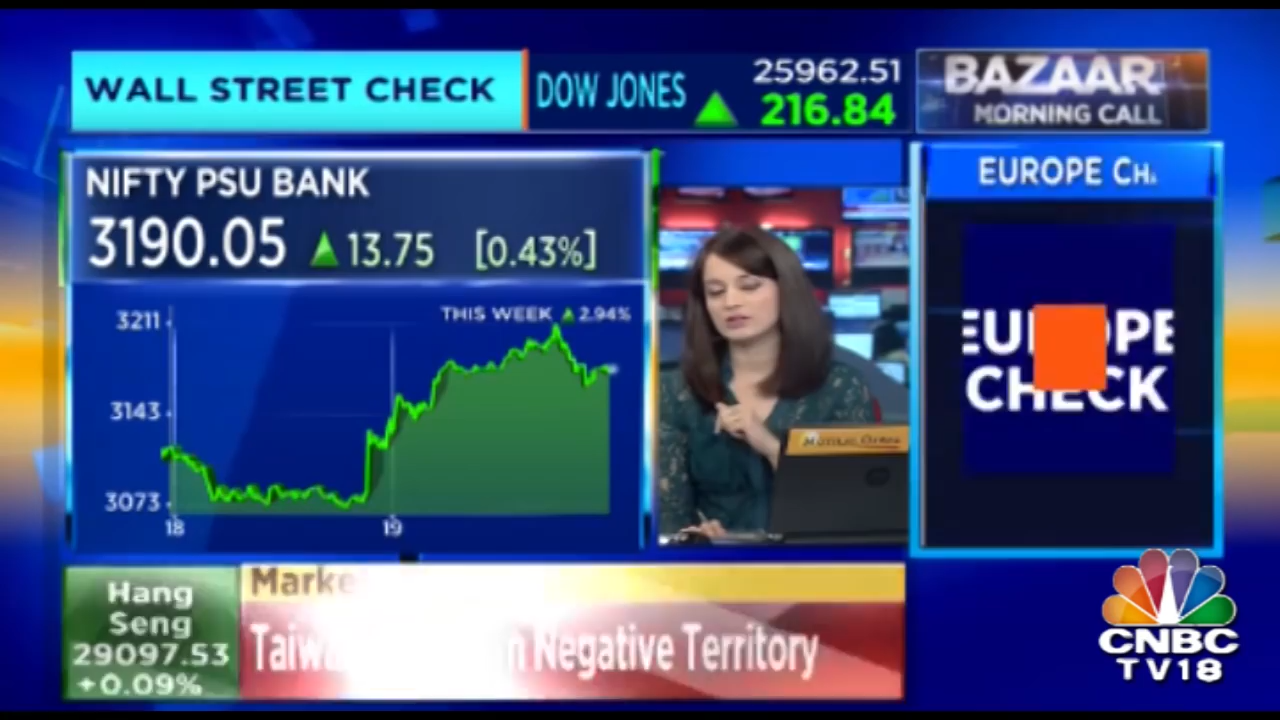 WALL STREET CHECK
DOW JONES
25962.51
216.84
BAZAAR
MORNING CALL
NIFTY PSU BANK
3190.05 13.75 [0.43%]
THIS WEEK 2.94%
3211
3143
3073
18 19
EUROPE
CHECK
Hang
Seng
29097.53
+0.09%
Negative Territory
CNBC
TV18